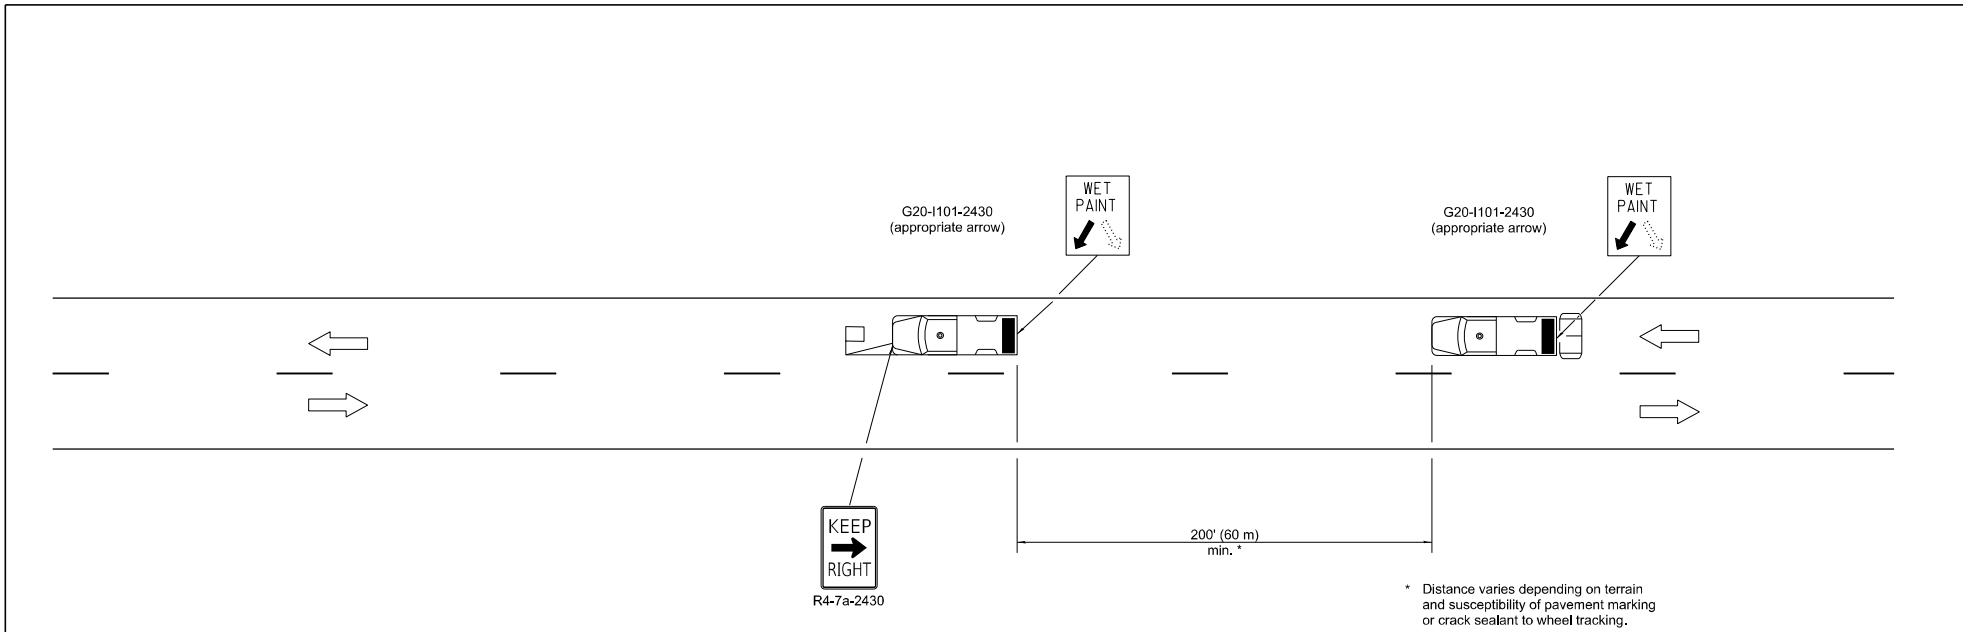 WET
PAINT
G20-I101-2430
(appropriate arrow)
WET
PAINT
G20-I101-2430
(appropriate arrow)
KEEP
RIGHT
R4-7a-2430
200' (60 m)
min. *
* Distance varies depending on terrain
and susceptibility of pavement marking
or crack sealant to wheel tracking.